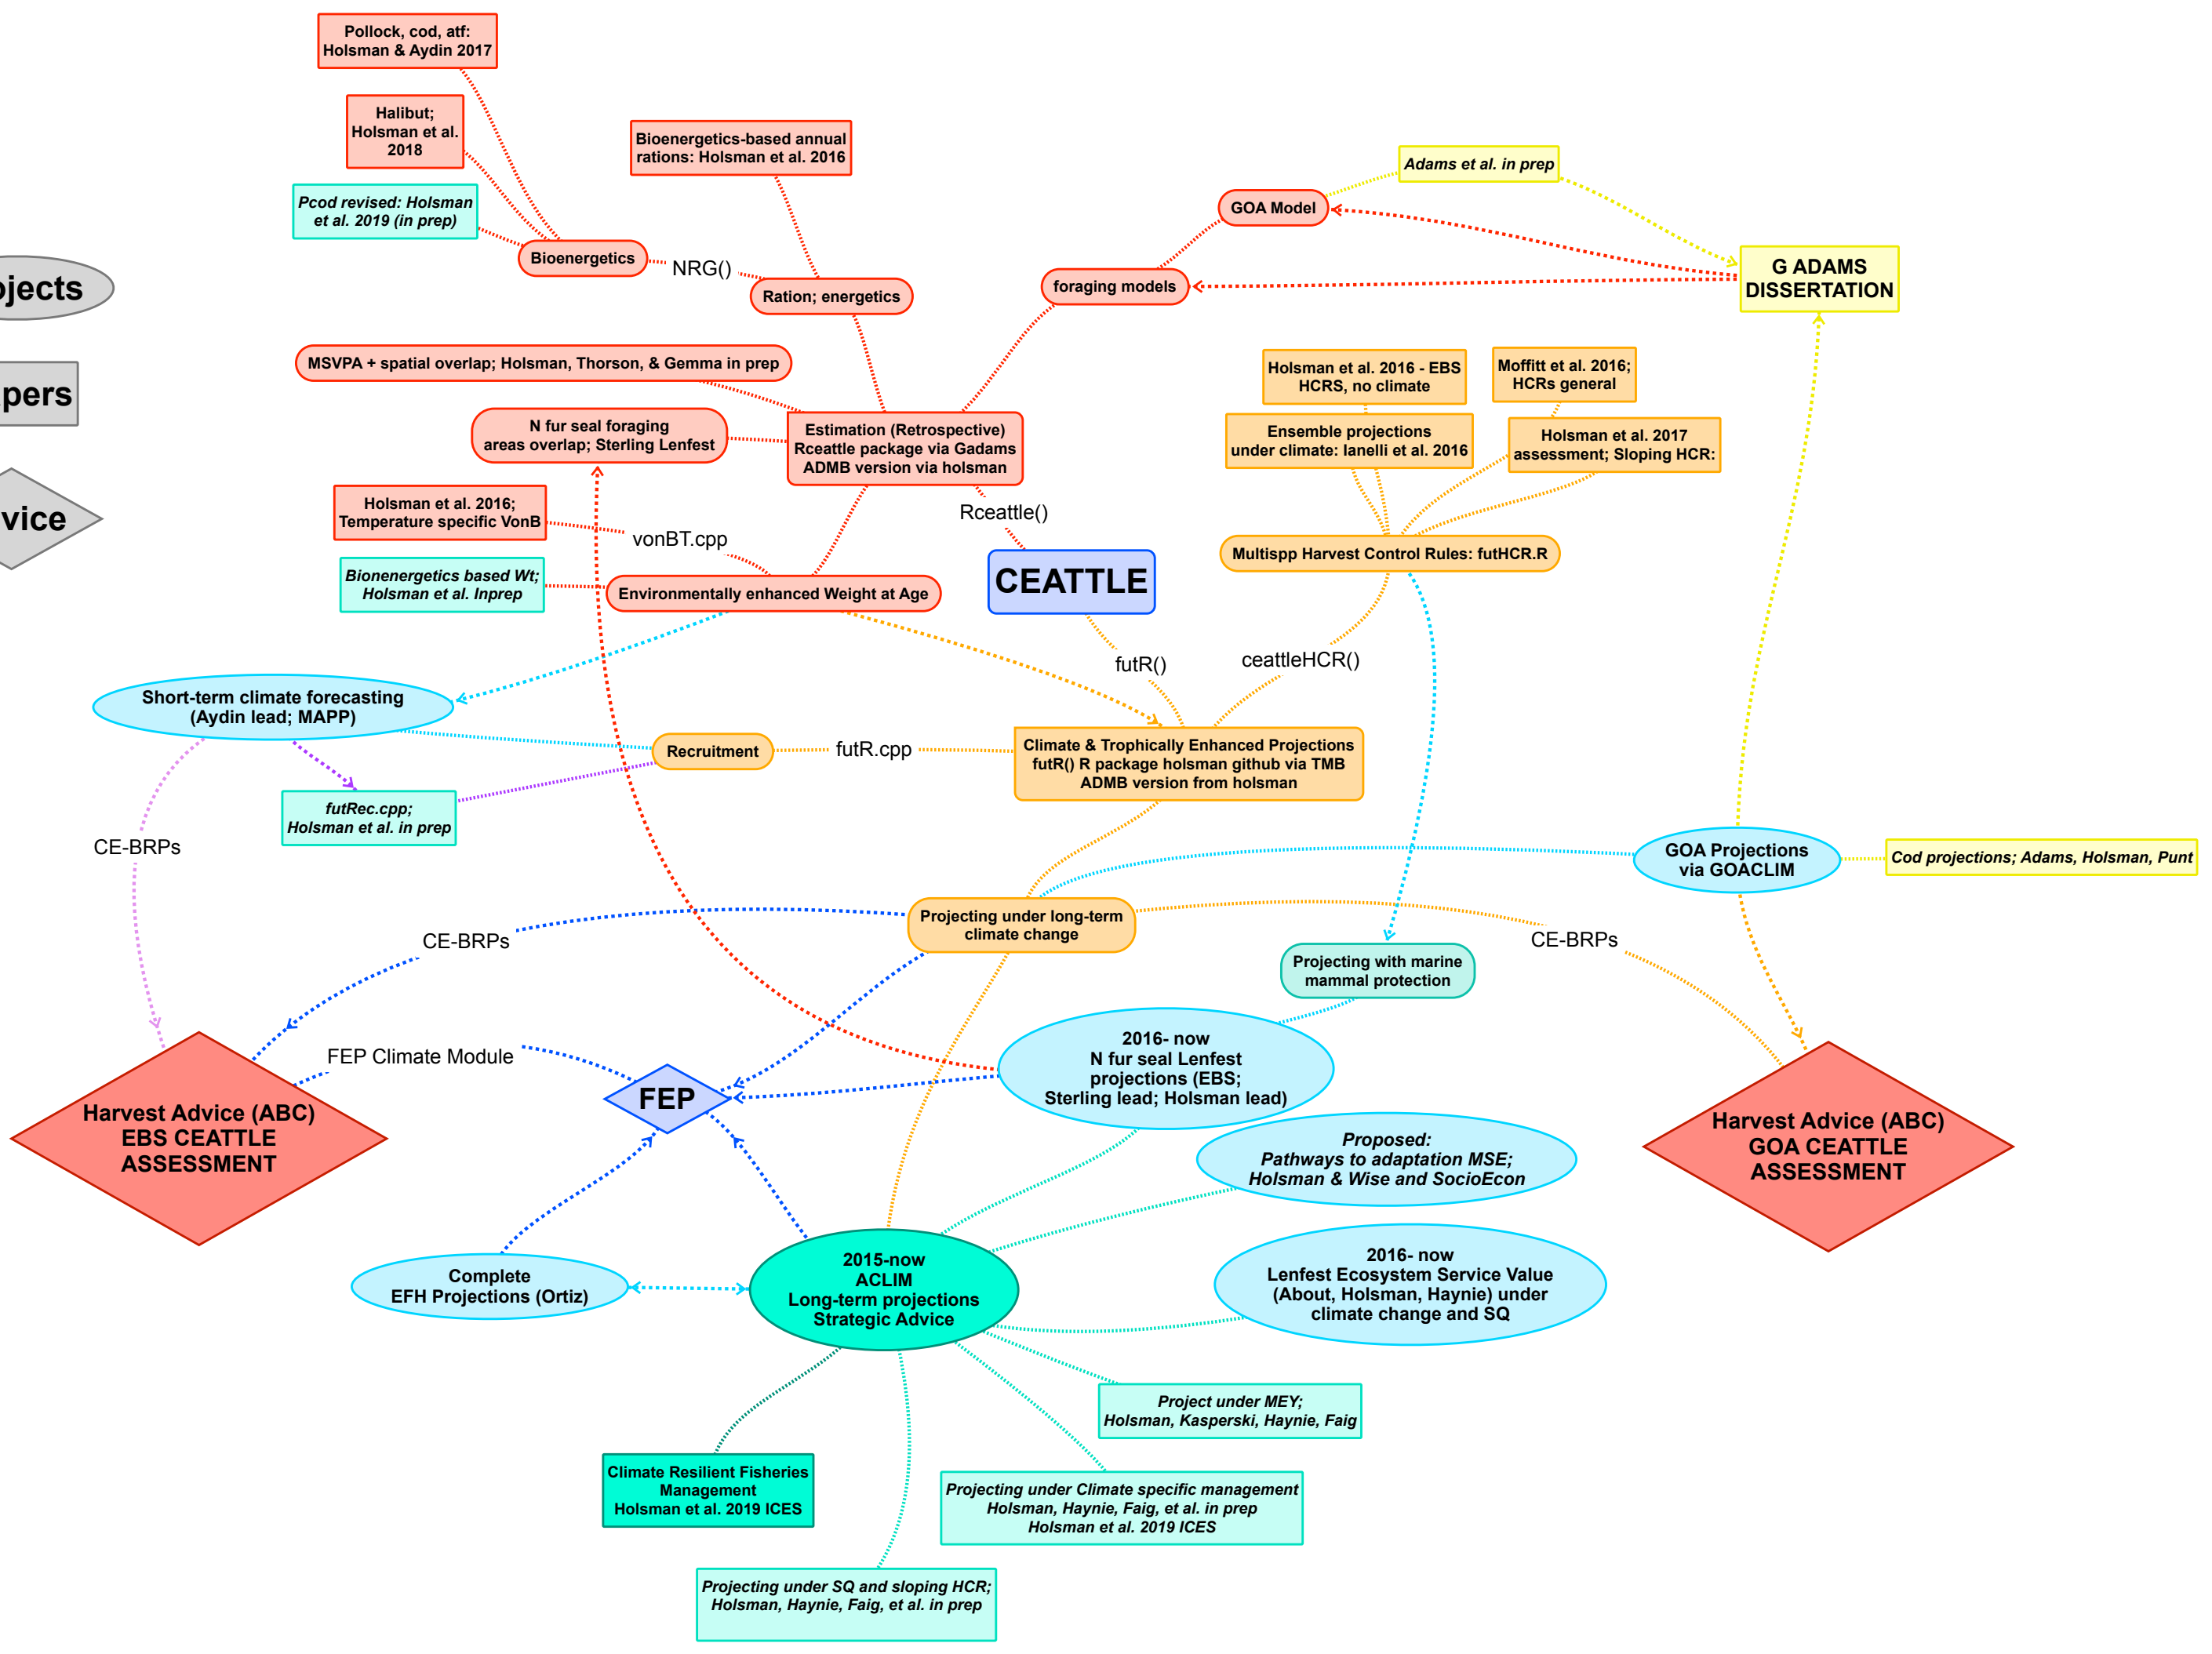 Pollock, cod, atf:
Holsman & Aydin 2017
Halibut;
Holsman et al.
2018
Bioenergetics-based annual
rations: Holsman et al. 2016
Pcod revised: Holsman
et al. 2019 (in prep)
Adams et al. in prep
GOA Model
Bioenergetics
NRG()
Ration; energetics
foraging models
G ADAMS
DISSERTATION
ojects
pers
vice
MSVPA + spatial overlap; Holsman, Thorson, & Gemma in prep
N fur seal foraging
areas overlap; Sterling Lenfest
Estimation (Retrospective)
Rceattle package via Gadams
ADMB version via holsman
Holsman et al. 2016 - EBS
HCRS, no climate
Moffitt et al. 2016;
HCRs general
Ensemble projections
under climate: Ianelli et al. 2016
Holsman et al. 2017
assessment; Sloping HCR:
Holsman et al. 2016;
Temperature specific VonB
vonBT.cpp
Rceattle()
Multispp Harvest Control Rules: futHCR.R
Bionenergetics based Wt;
Holsman et al. Inprep
Environmentally enhanced Weight at Age
CEATTLE
futR()
ceattleHCR()
Short-term climate forecasting
(Aydin lead; MAPP)
Recruitment
futR.cpp
Climate & Trophically Enhanced Projections
futR() R package holsman github via TMB
ADMB version from holsman
futRec.cpp;
Holsman et al. in prep
CE-BRPs
GOA Projections
via GOACLIM
Cod projections; Adams, Holsman, Punt
Projecting under long-term
climate change
CE-BRPs
CE-BRPs
Projecting with marine
mammal protection
FEP Climate Module
FEP
2016- now
N fur seal Lenfest
projections (EBS;
Sterling lead; Holsman lead)
Harvest Advice (ABC)
EBS CEATTLE
ASSESSMENT
Harvest Advice (ABC)
GOA CEATTLE
ASSESSMENT
Proposed:
Pathways to adaptation MSE;
Holsman & Wise and SocioEcon
Complete
EFH Projections (Ortiz)
2015-now
ACLIM
Long-term projections
Strategic Advice
2016- now
Lenfest Ecosystem Service Value
(About, Holsman, Haynie) under
climate change and SQ
Project under MEY;
Holsman, Kasperski, Haynie, Faig
Climate Resilient Fisheries
Management
Holsman et al. 2019 ICES
Projecting under Climate specific management
Holsman, Haynie, Faig, et al. in prep
Holsman et al. 2019 ICES
Projecting under SQ and sloping HCR;
Holsman, Haynie, Faig, et al. in prep